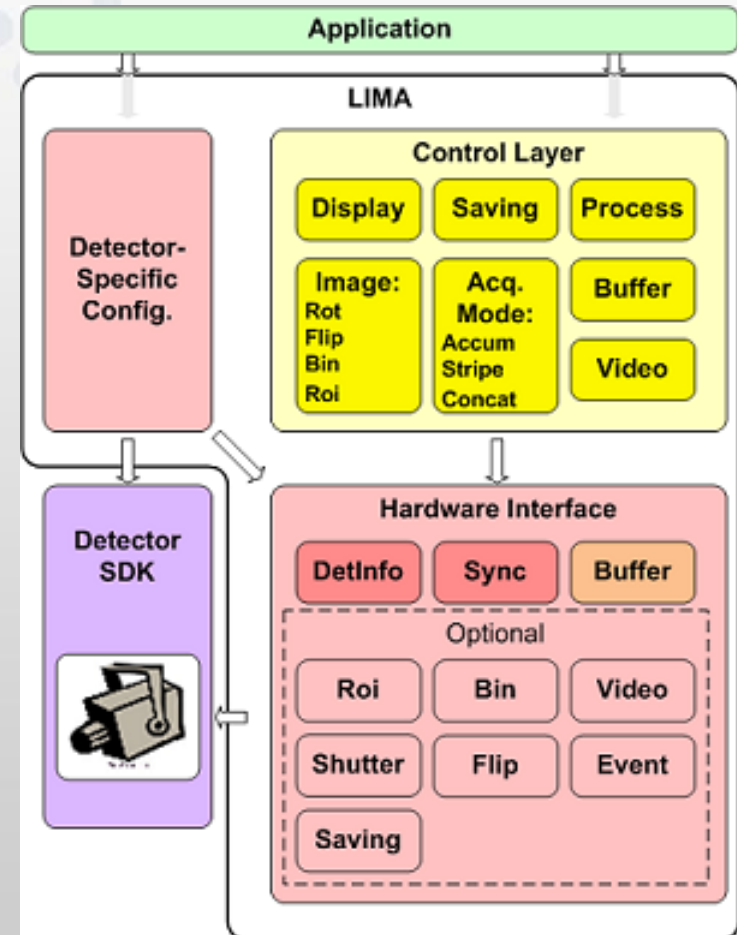 Application
LIMA
Detector-
Specific
Config.
Control Layer
Display
Saving
Process
Image:
Rot
Flip
Bin
Roi
Acq.
Mode:
Accum
Stripe
Concat
Buffer
Video
Detector
SDK
Hardware Interface
DetInfo
Sync
Buffer
Optional
Roi
Bin
Video
Shutter
Flip
Event
Saving